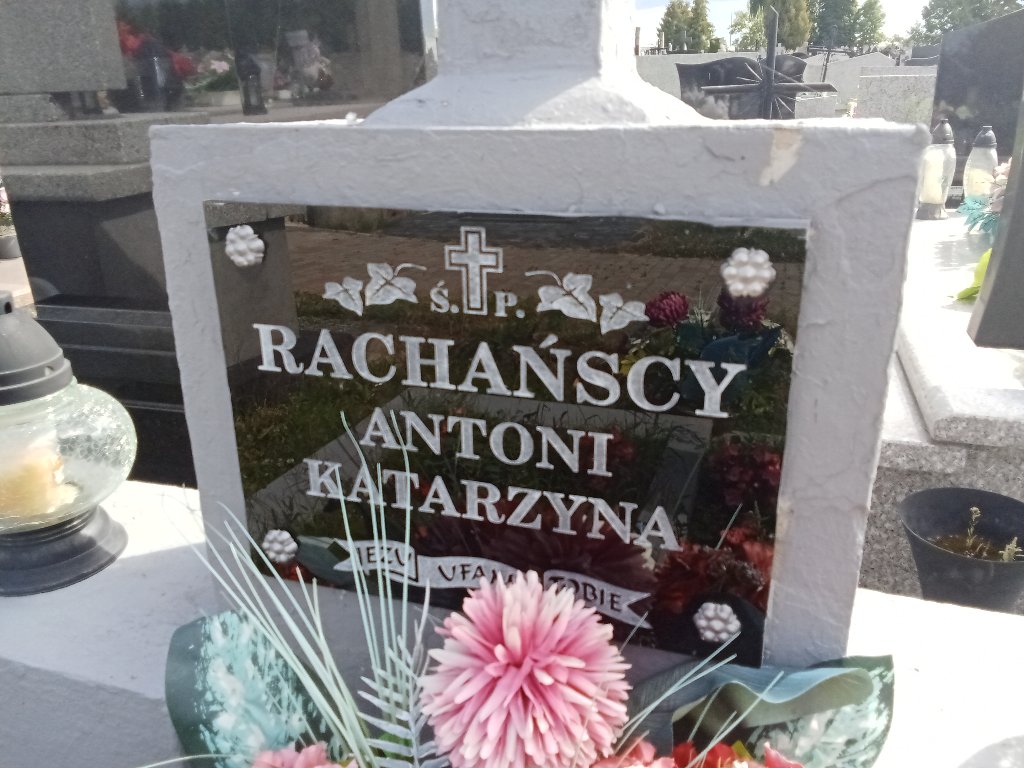 Ś. P.
RACHAŃSCY
ANTONI
KATARZYNA
JEZU UFAM TOBIE